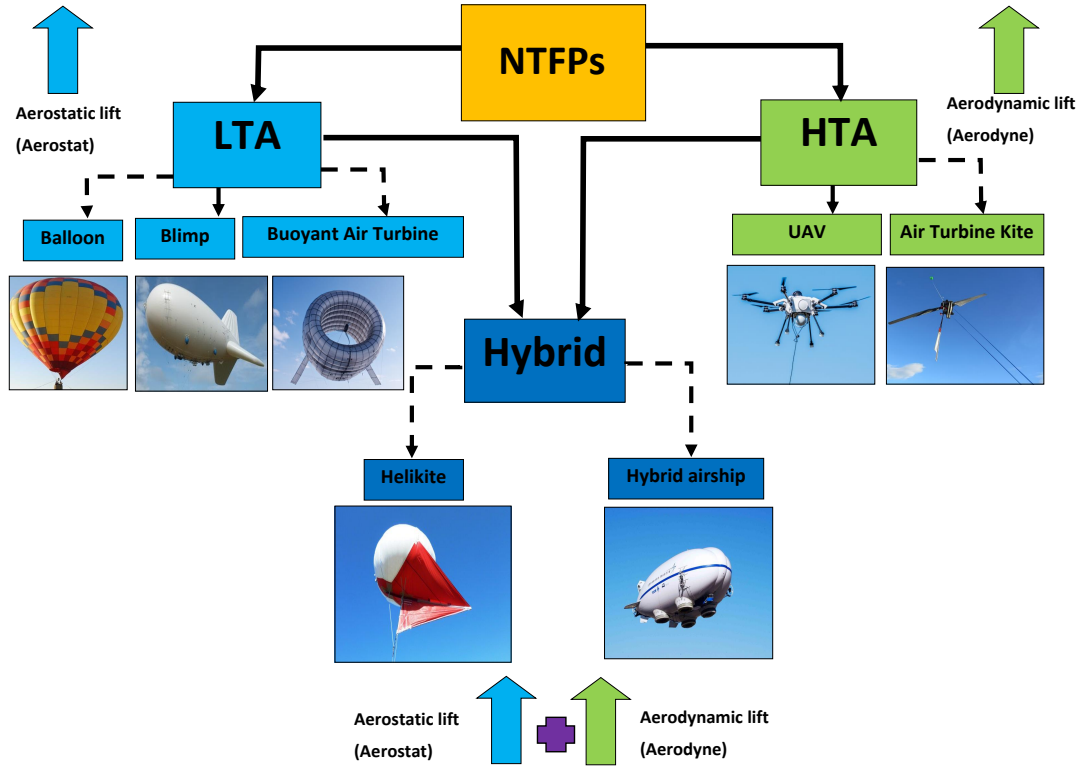 NTFPs
Aerostatic lift
(Aerostat)
LTA
HTA
Aerodynamic lift
(Aerodyne)
Balloon
Blimp
Buoyant Air Turbine
UAV
Air Turbine Kite
Hybrid
Helikite
Hybrid airship
Aerostatic lift
(Aerostat)
Aerodynamic lift
(Aerodyne)